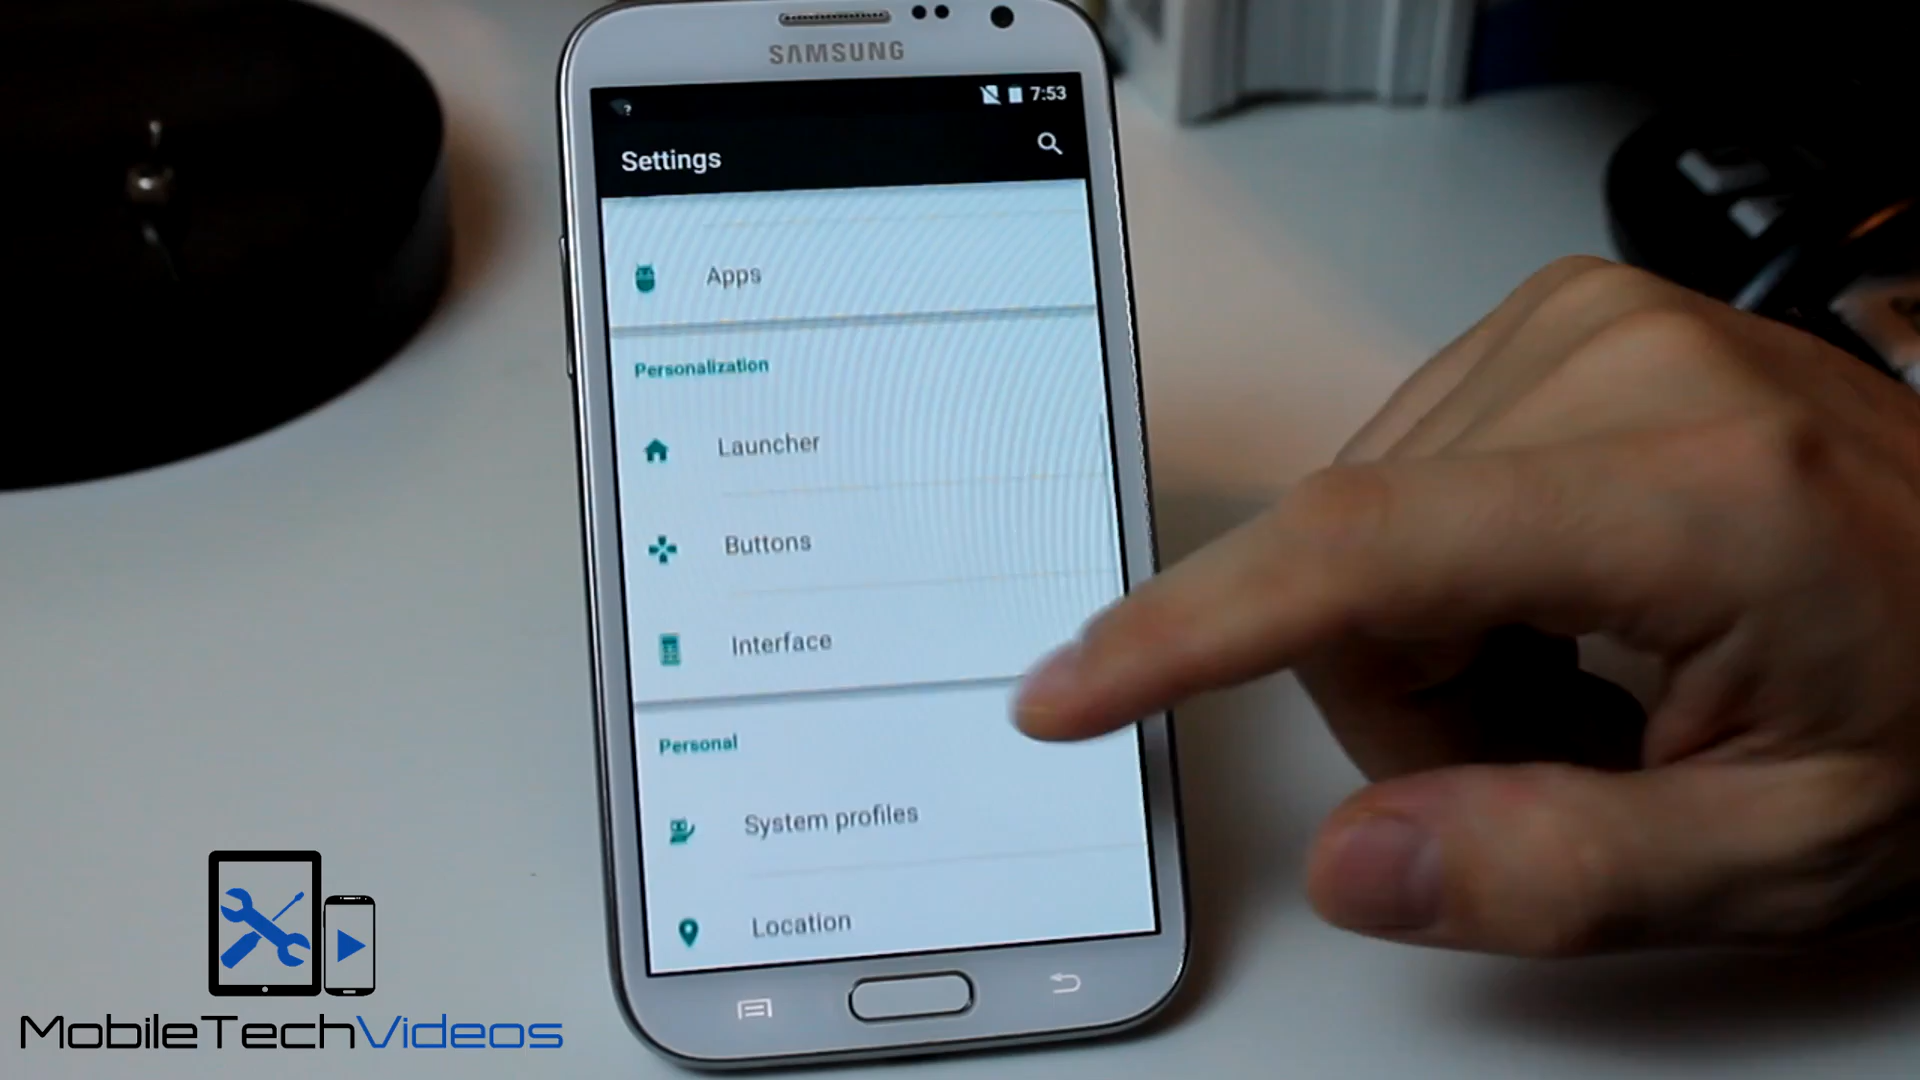 SAMSUNG
7:53
Settings
Apps
Personalization
Launcher
Buttons
Interface
Personal
System profiles
Location
MobileTechVideos